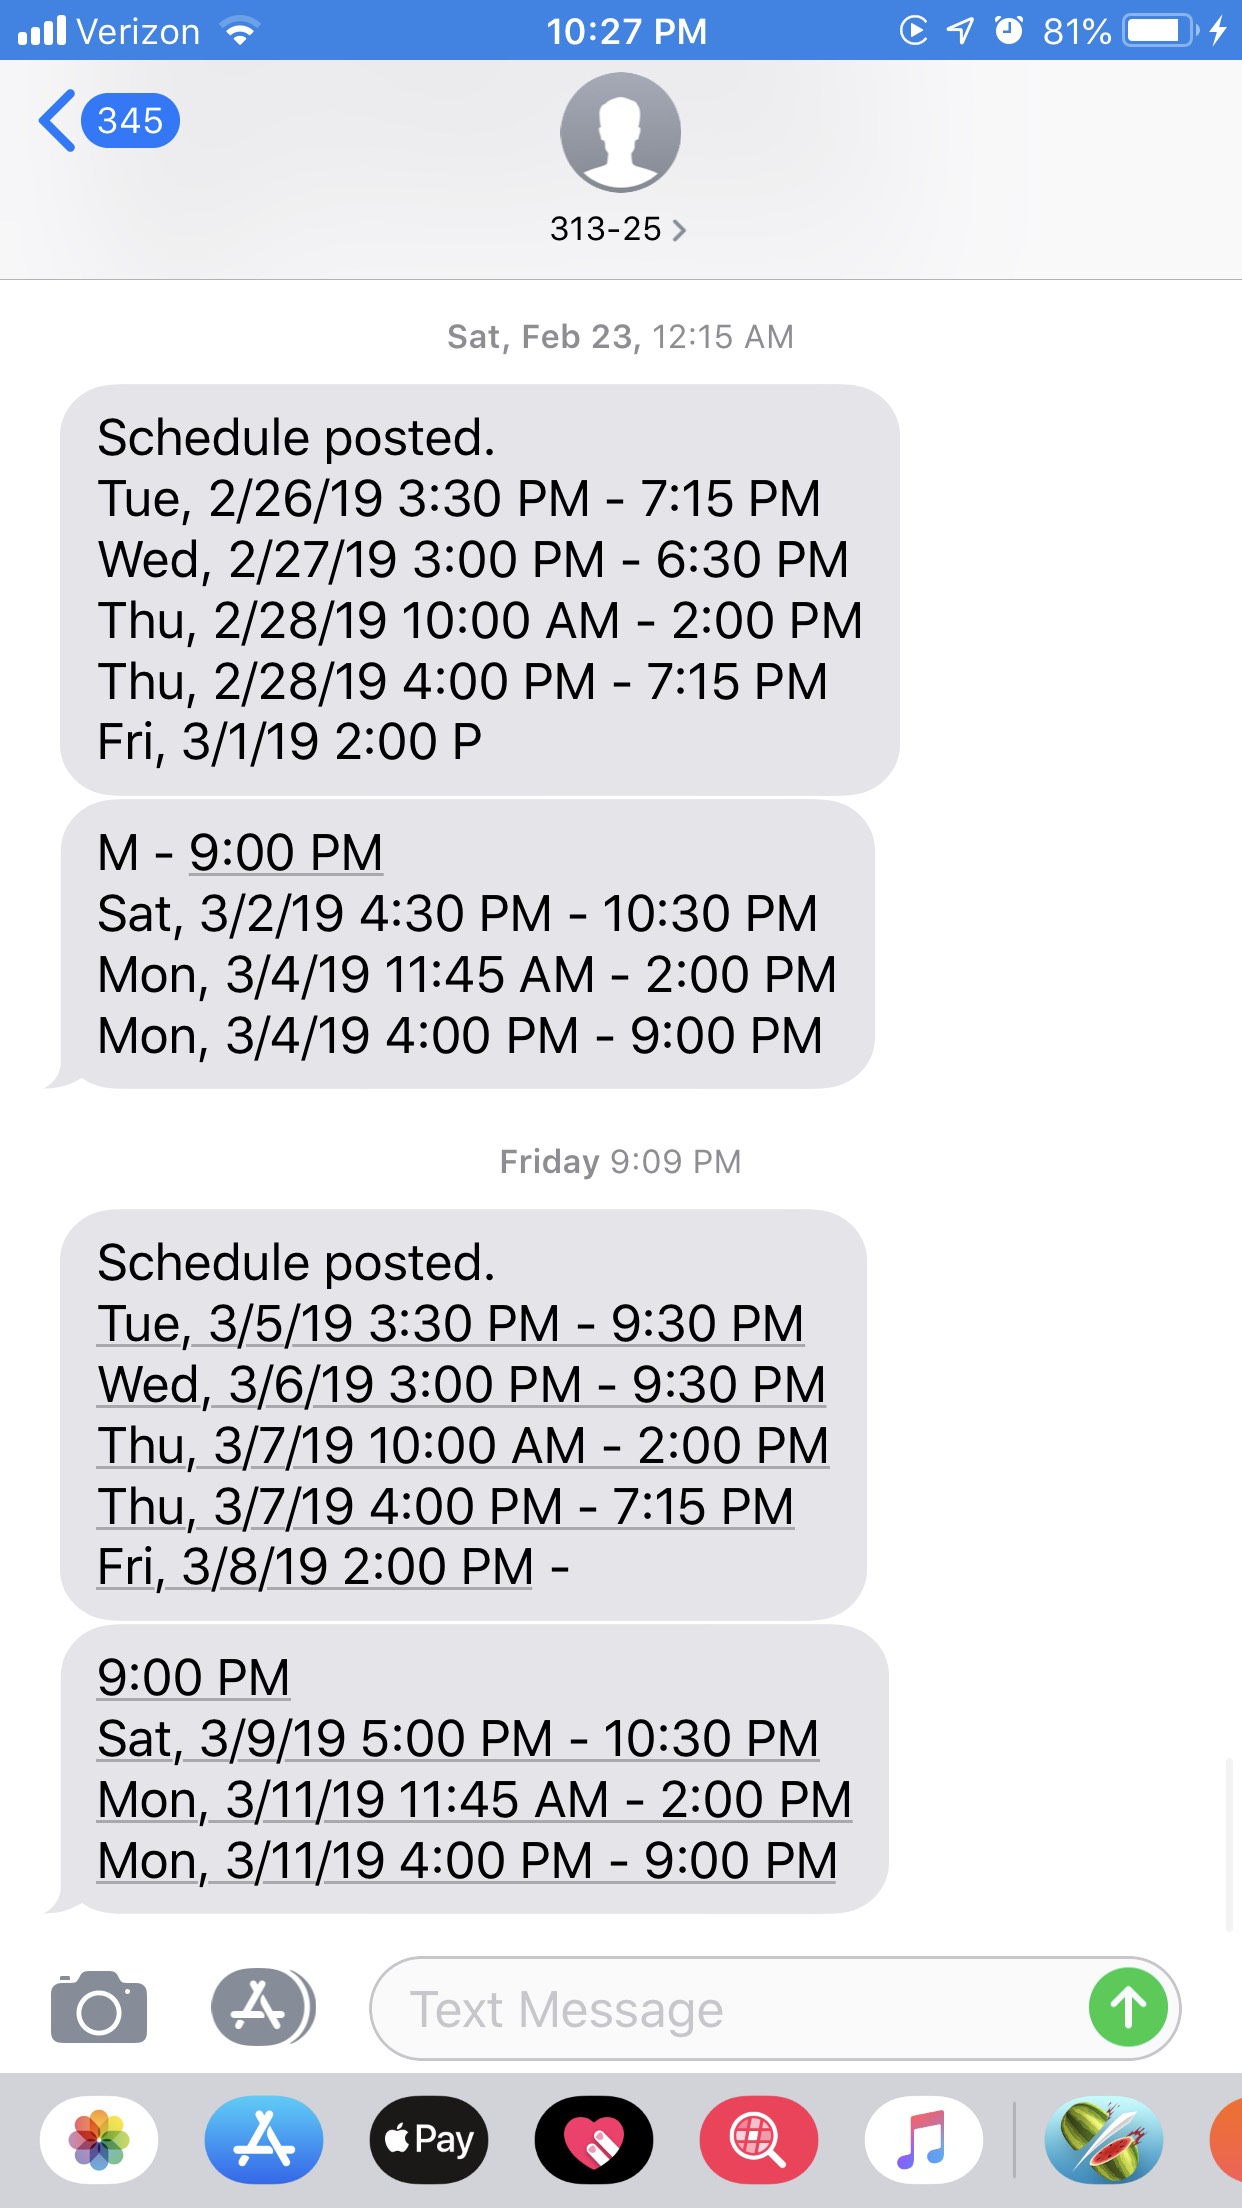 Verizon 10:27 PM 81%
345
313-25
Sat, Feb 23, 12:15 AM
Schedule posted.
Tue, 2/26/19 3:30 PM - 7:15 PM
Wed, 2/27/19 3:00 PM - 6:30 PM
Thu, 2/28/19 10:00 AM - 2:00 PM
Thu, 2/28/19 4:00 PM - 7:15 PM
Fri, 3/1/19 2:00 P
M - 9:00 PM
Sat, 3/2/19 4:30 PM - 10:30 PM
Mon, 3/4/19 11:45 AM - 2:00 PM
Mon, 3/4/19 4:00 PM - 9:00 PM
Friday 9:09 PM
Schedule posted.
Tue, 3/5/19 3:30 PM - 9:30 PM
Wed, 3/6/19 3:00 PM - 9:30 PM
Thu, 3/7/19 10:00 AM - 2:00 PM
Thu, 3/7/19 4:00 PM - 7:15 PM
Fri, 3/8/19 2:00 PM -
9:00 PM
Sat, 3/9/19 5:00 PM - 10:30 PM
Mon, 3/11/19 11:45 AM - 2:00 PM
Mon, 3/11/19 4:00 PM - 9:00 PM
Text Message
Pay